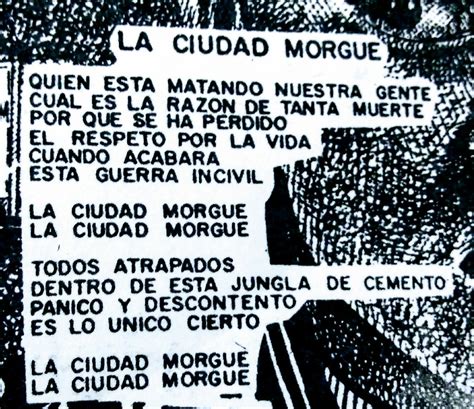 LA CIUDAD MORGUE
QUIEN ESTA MATANDO NUESTRA GENTE
CUAL ES LA RAZON DE TANTA MUERTE
POR QUE SE HA PERDIDO
EL RESPETO POR LA VIDA
CUANDO ACABARA
ESTA GUERRA INCIVIL
LA CIUDAD MORGUE
LA CIUDAD MORGUE
TODOS ATRAPADOS
DENTRO DE ESTA JUNGLA DE CEMENTO
PANICO Y DESCONTENTO
ES LO UNICO CIERTO
LA CIUDAD MORGUE
LA CIUDAD MORGUE